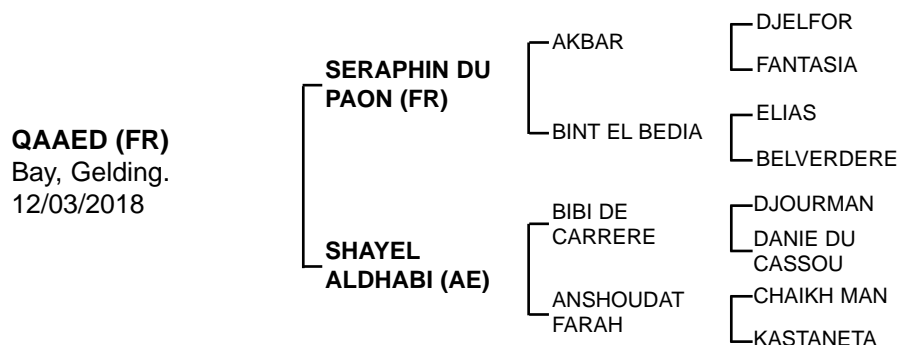 QAAED (FR)
Bay, Gelding.
12/03/2018
SERAPHIN DU
PAON (FR)
SHAYEL
ALDHABI (AE)
AKBAR
BINT EL BEDIA
BIBI DE
CARRERE
ANSHOUDAT
FARAH
DJELFOR
FANTASIA
ELIAS
BELVERDERE
DJOURMAN
DANIE DU
CASSOU
CHAIKH MAN
KASTANETA